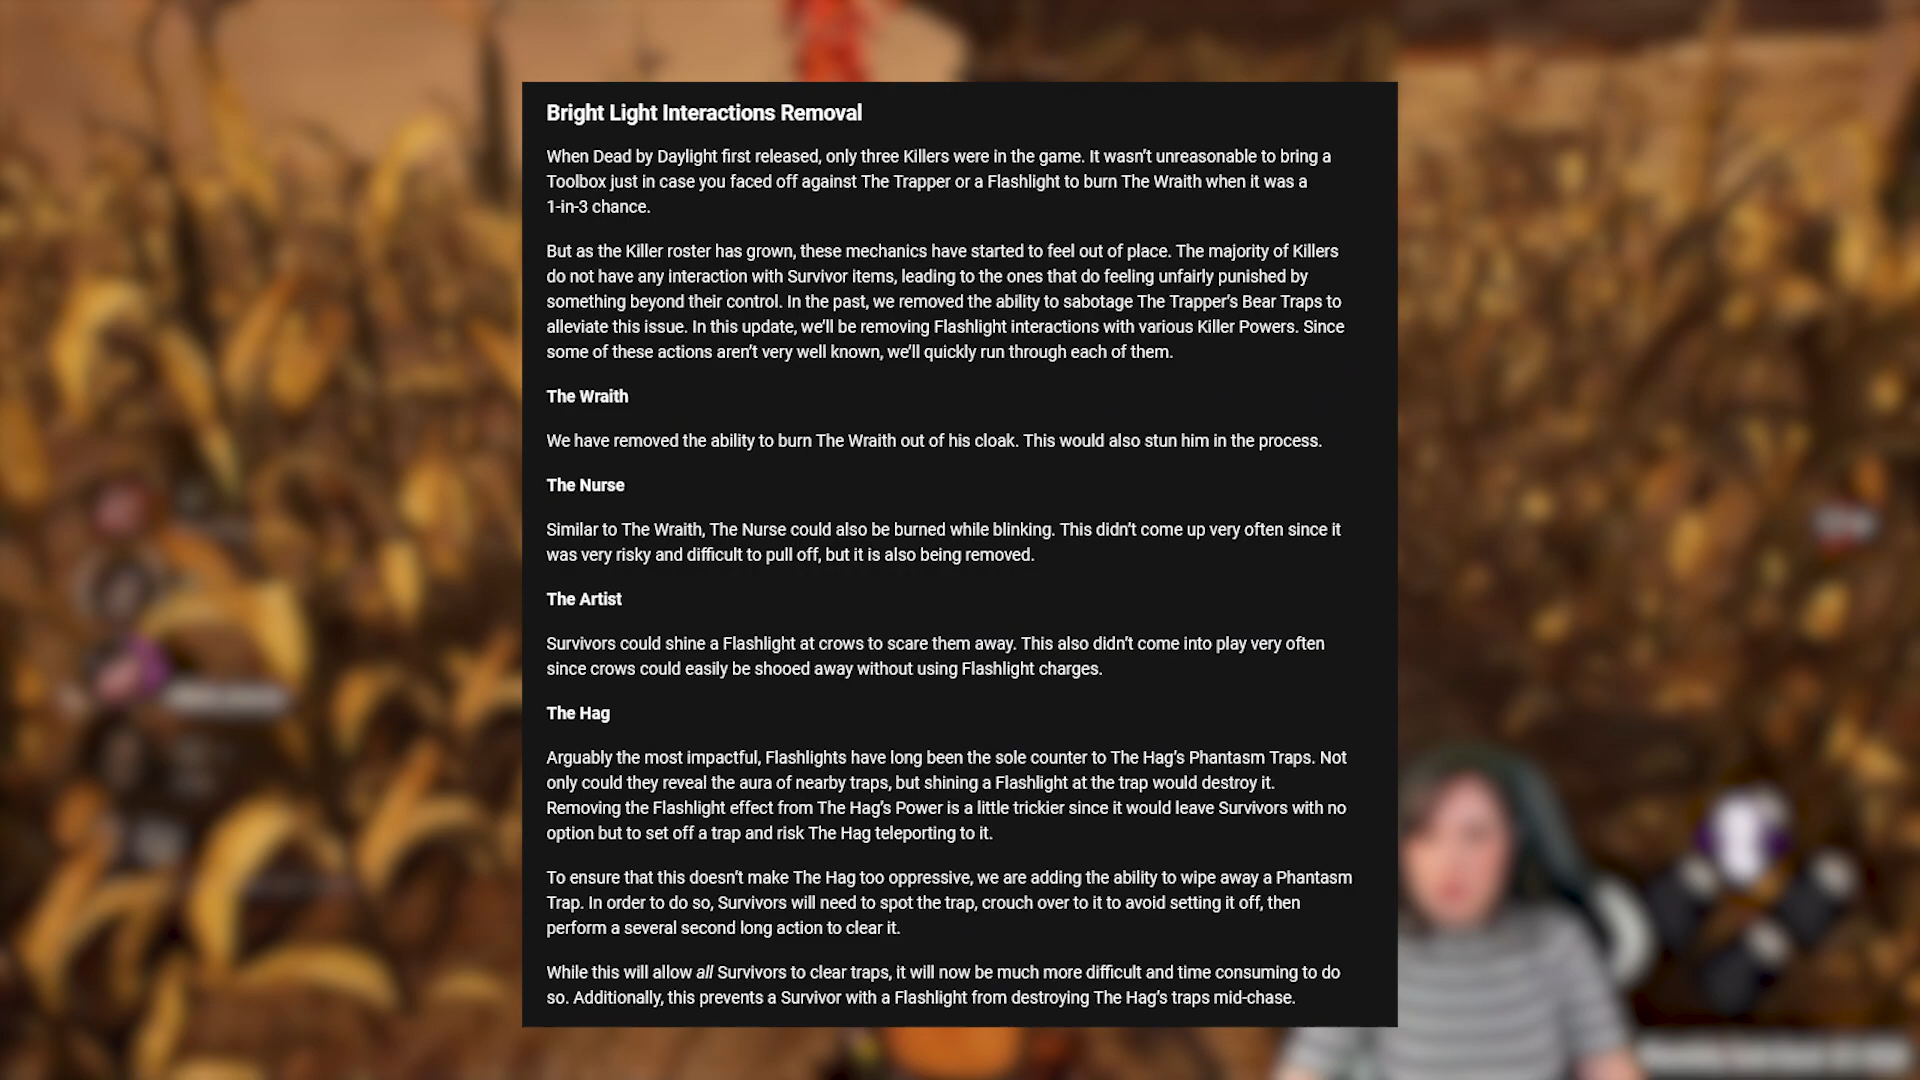 Bright Light Interactions Removal
When Dead by Daylight first released, only three Killers were in the game. It wasn't unreasonable to bring a
Toolbox just in case you faced off against The Trapper or a Flashlight to burn The Wraith when it was a
1-in-3 chance.
But as the Killer roster has grown, these mechanics have started to feel out of place. The majority of Killers
do not have any interaction with Survivor items, leading to the ones that do feeling unfairly punished by
something beyond their control. In the past, we removed the ability to sabotage The Trapper's Bear Traps to
alleviate this issue. In this update, we'll be removing Flashlight interactions with various Killer Powers. Since
some of these actions aren't very well known, we'll quickly run through each of them.
The Wraith
We have removed the ability to burn The Wraith out of his cloak. This would also stun him in the process.
The Nurse
Similar to The Wraith, The Nurse could also be burned while blinking. This didn't come up very often since it
was very risky and difficult to pull off, but it is also being removed.
The Artist
Survivors could shine a Flashlight at crows to scare them away. This also didn't come into play very often
since crows could easily be shooed away without using Flashlight charges.
The Hag
Arguably the most impactful, Flashlights have long been the sole counter to The Hag's Phantasm Traps. Not
only could they reveal the aura of nearby traps, but shining a Flashlight at the trap would destroy it.
Removing the Flashlight effect from The Hag's Power is a little trickier since it would leave Survivors with no
option but to set off a trap and risk The Hag teleporting to it.
To ensure that this doesn't make The Hag too oppressive, we are adding the ability to wipe away a Phantasm
Trap. In order to do so, Survivors will need to spot the trap, crouch over to it to avoid setting it off, then
perform a several second long action to clear it.
While this will allow all Survivors to clear traps, it will now be much more difficult and time consuming to do
so. Additionally, this prevents a Survivor with a Flashlight from destroying The Hag's traps mid-chase.